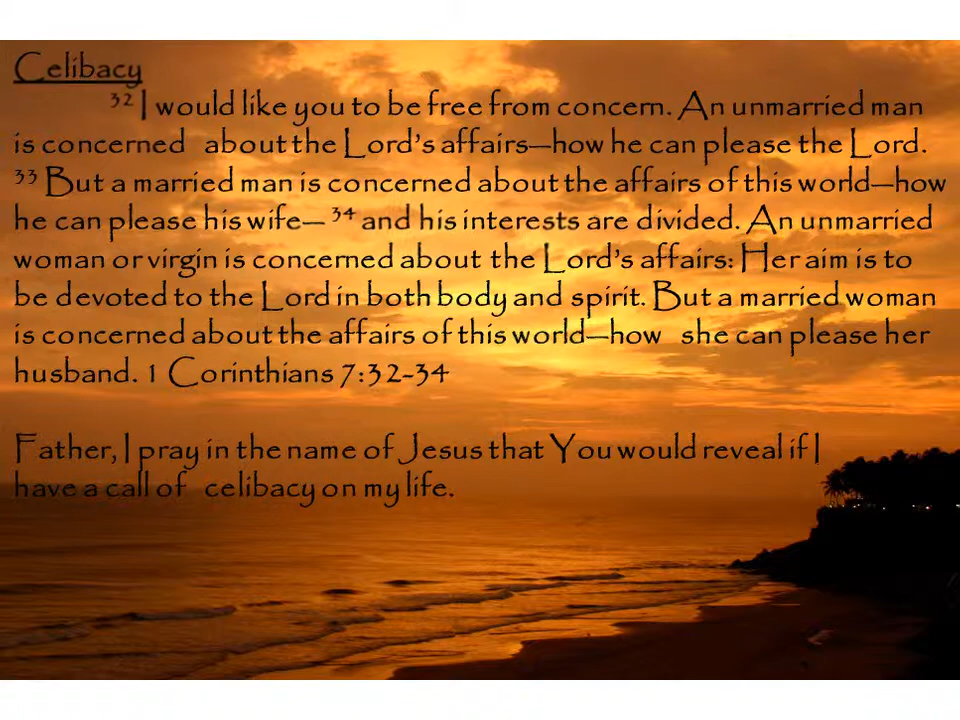 Celibacy
³² I would like you to be free from concern. An unmarried man
is concerned about the Lord’s affairs—how he can please the Lord.
³³ But a married man is concerned about the affairs of this world—how
he can please his wife— ³⁴ and his interests are divided. An unmarried
woman or virgin is concerned about the Lord’s affairs: Her aim is to
be devoted to the Lord in both body and spirit. But a married woman
is concerned about the affairs of this world—how she can please her
husband. 1 Corinthians 7:32-34
Father, I pray in the name of Jesus that You would reveal if I
have a call of celibacy on my life.